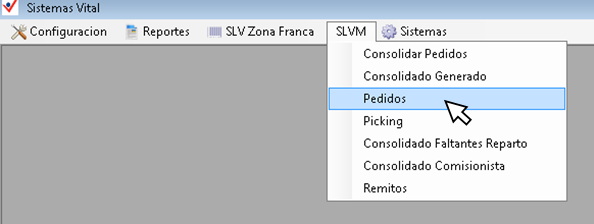 Sistemas Vital
Configuracion Reportes SLV Zona Franca SLVM Sistemas
Consolidar Pedidos
Consolidado Generado
Pedidos
Picking
Consolidado Faltantes Reparto
Consolidado Comisionista
Remitos